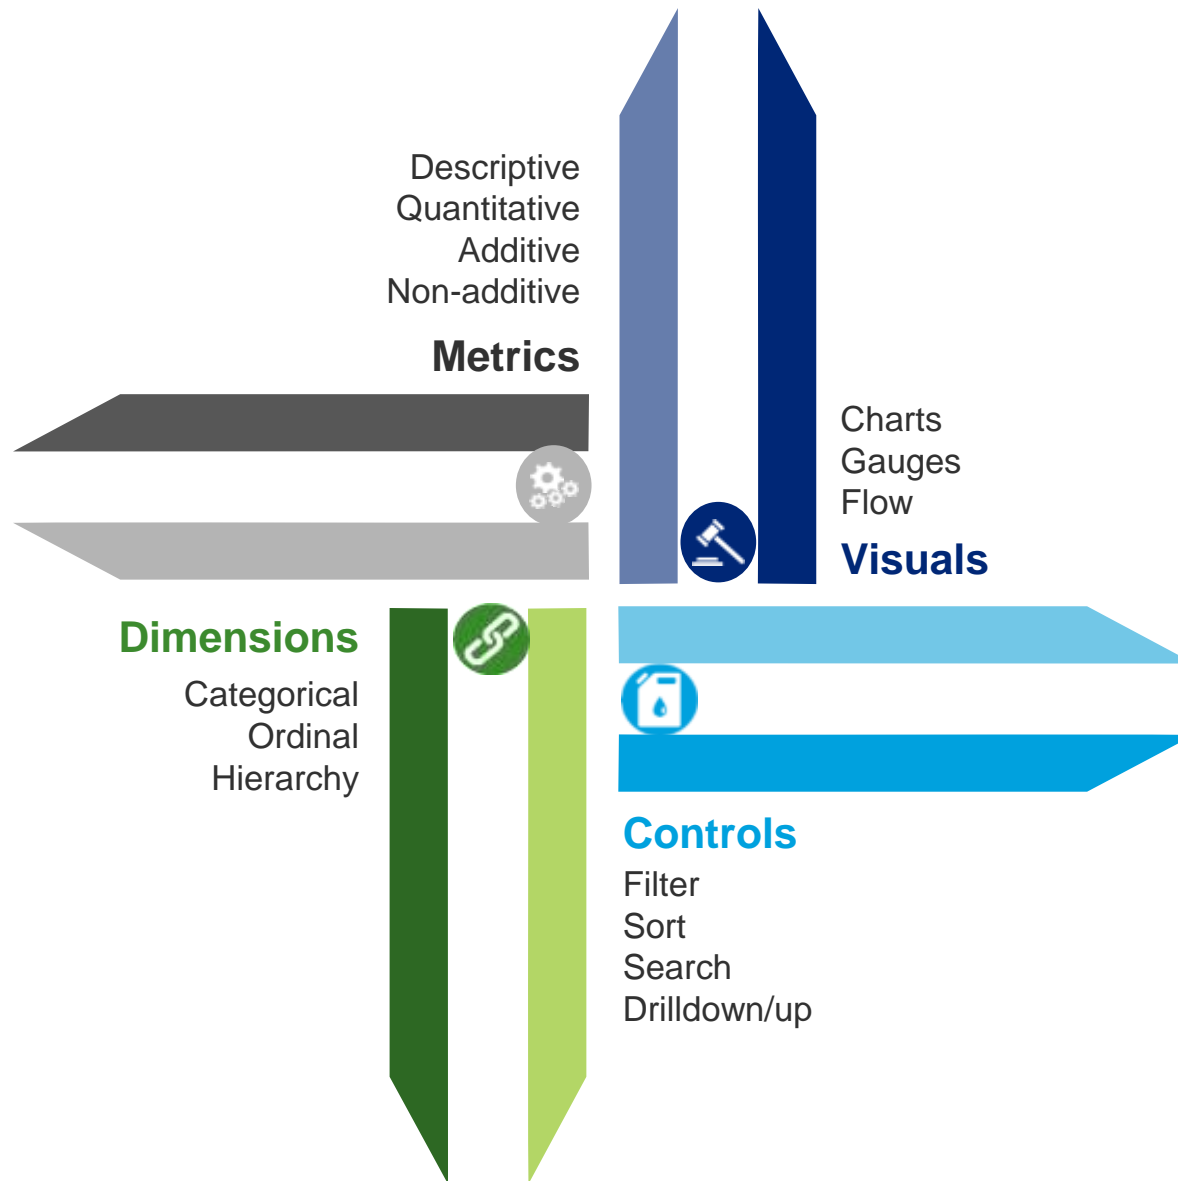 Descriptive
Quantitative
Additive
Non-additive
Metrics
Charts
Gauges
Flow
Visuals
Dimensions
Categorical
Ordinal
Hierarchy
Controls
Filter
Sort
Search
Drilldown/up